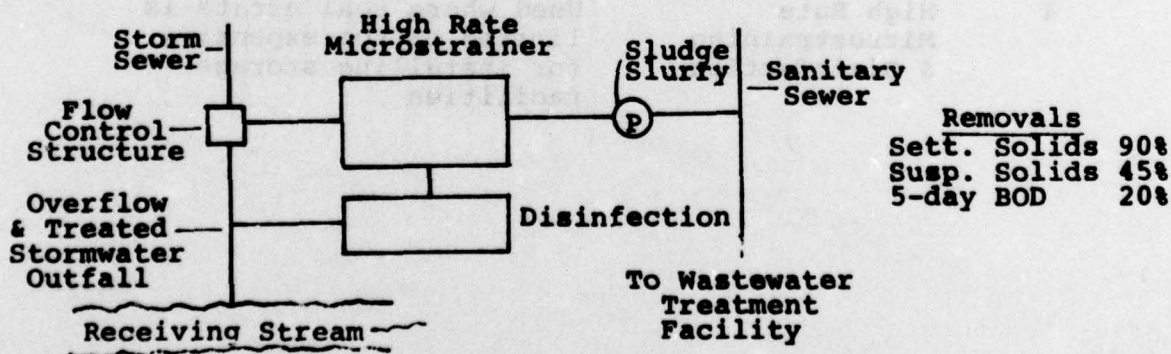 Storm
Sewer
High Rate
Microstrainer
Sludge
Slurry
Sanitary
Sewer
Flow
Control
Structure
P
Removals
Sett. Solids 90%
Susp. Solids 45%
5-day BOD 20%
Overflow
& Treated
Stormwater
Outfall
Disinfection
To Wastewater
Treatment
Facility
Receiving Stream